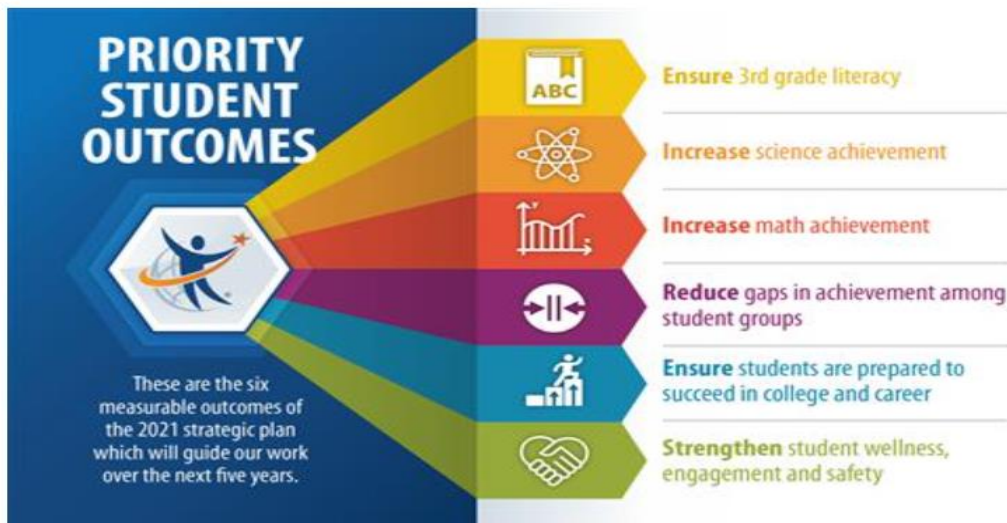 PRIORITY
STUDENT
OUTCOMES
These are the six
measurable outcomes of
the 2021 strategic plan
which will guide our work
over the next five years.
ABC
Ensure 3rd grade literacy
Increase science achievement
Increase math achievement
Reduce gaps in achievement among
student groups
Ensure students are prepared to
succeed in college and career
Strengthen student wellness,
engagement and safety